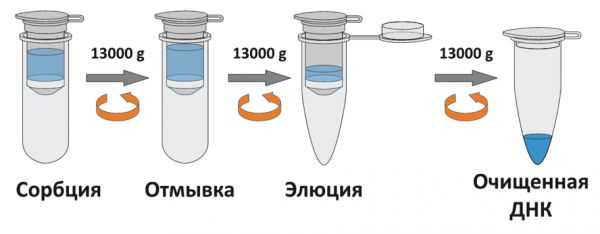 13000 g
13000 g
13000 g
Сорбция
Отмывка
Элюция
Очищенная
ДНК